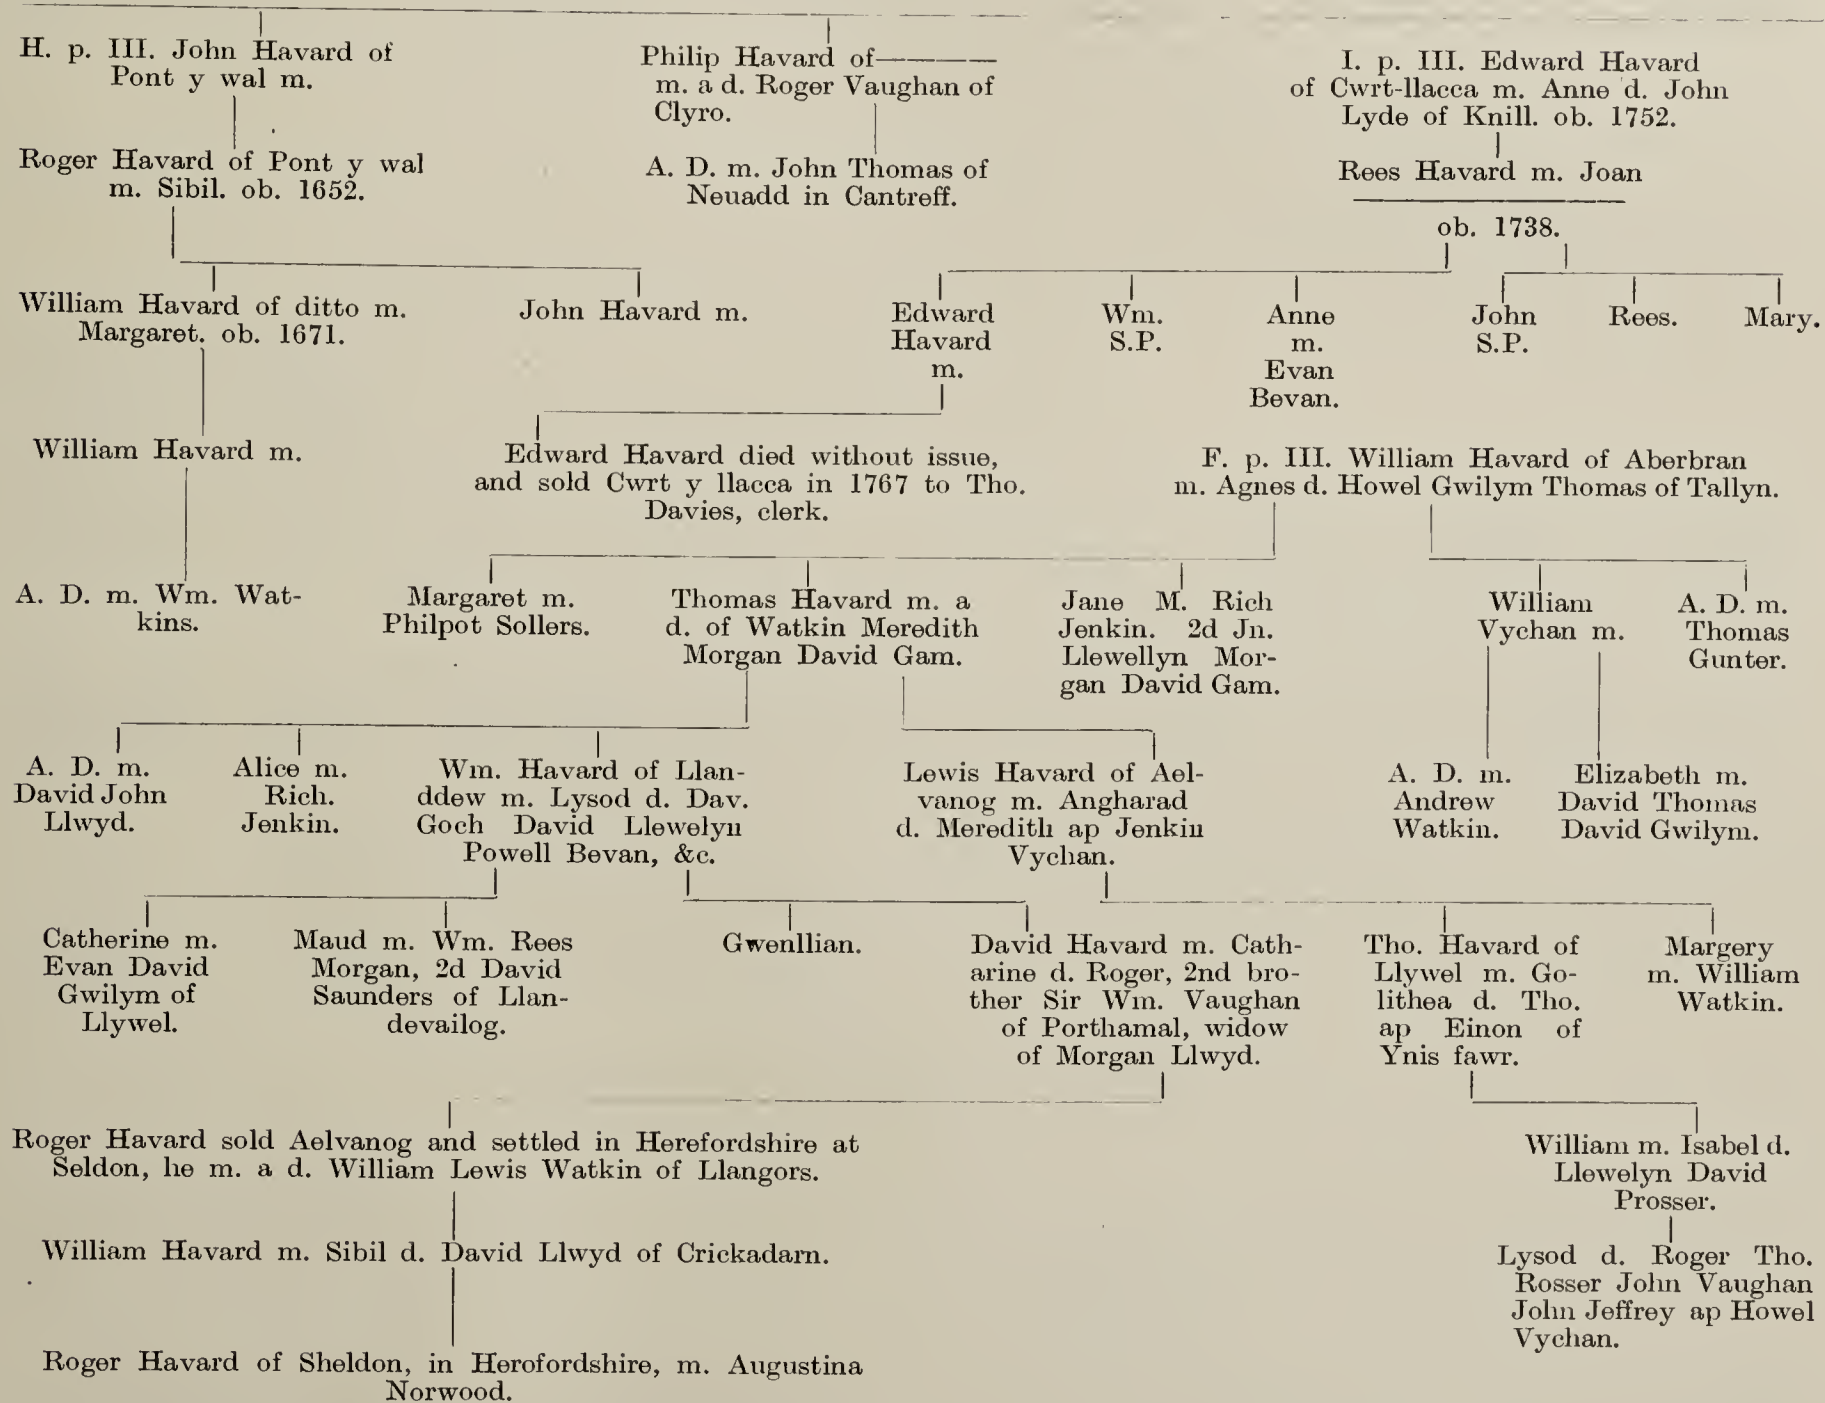 H. p. III. John Havard of
Pont y wal m.
Philip Havard of————
m. a d. Roger Vaughan of
Clyro.
I. p. III. Edward Havard
of Cwrt-llacca m. Anne d. John
Lyde of Knill. ob. 1752.
Roger Havard of Pont y wal
m. Sibil. ob. 1652.
A. D. m. John Thomas of
Neuadd in Cantreff.
Rees Havard m. Joan
ob. 1738.
William Havard of ditto m.
Margaret. ob. 1671.
John Havard m.
Edward
Havard
m.
Wm.
S.P.
Anne
m.
Evan
Bevan.
John
S.P.
Rees.
Mary.
William Havard m.
Edward Havard died without issue,
and sold Cwrt y llacca in 1767 to Tho.
Davies, clerk.
F. p. III. William Havard of Aberbran
m. Agnes d. Howel Gwilym Thomas of Tallyn.
A. D. m. Wm. Wat-
kins.
Margaret m.
Philpot Sollers.
Thomas Havard m. a
d. of Watkin Meredith
Morgan David Gam.
Jane M. Rich
Jenkin. 2d Jn.
Llewellyn Mor-
gan David Gam.
William
Vychan m.
A. D. m.
Thomas
Gunter.
A. D. m.
David John
Llwyd.
Alice m.
Rich.
Jenkin.
Wm. Havard of Llan-
ddew m. Lysod d. Dav.
Goch David Llewelyn
Powell Bevan, &c.
Lewis Havard of Ael-
vanog m. Angharad
d. Meredith ap Jenkin
Vychan.
A. D. m.
Andrew
Watkin.
Elizabeth m.
David Thomas
David Gwilym.
Catherine m.
Evan David
Gwilym of
Llywel.
Maud m. Wm. Rees
Morgan, 2d David
Saunders of Llan-
devailog.
Gwenllian.
David Havard m. Cath-
arine d. Roger, 2nd bro-
ther Sir Wm. Vaughan
of Porthamal, widow
of Morgan Llwyd.
Tho. Havard of
Llywel m. Go-
lithea d. Tho.
ap Einon of
Ynis fawr.
Margery
m. William
Watkin.
Roger Havard sold Aelvanog and settled in Herefordshire at
Seldon, he m. a d. William Lewis Watkin of Llangors.
William m. Isabel d.
Llewelyn David
Prosser.
William Havard m. Sibil d. David Llwyd of Crickadarn.
Lysod d. Roger Tho.
Rosser John Vaughan
John Jeffrey ap Howel
Vychan.
Roger Havard of Sheldon, in Herofordshire, m. Augustina
Norwood.